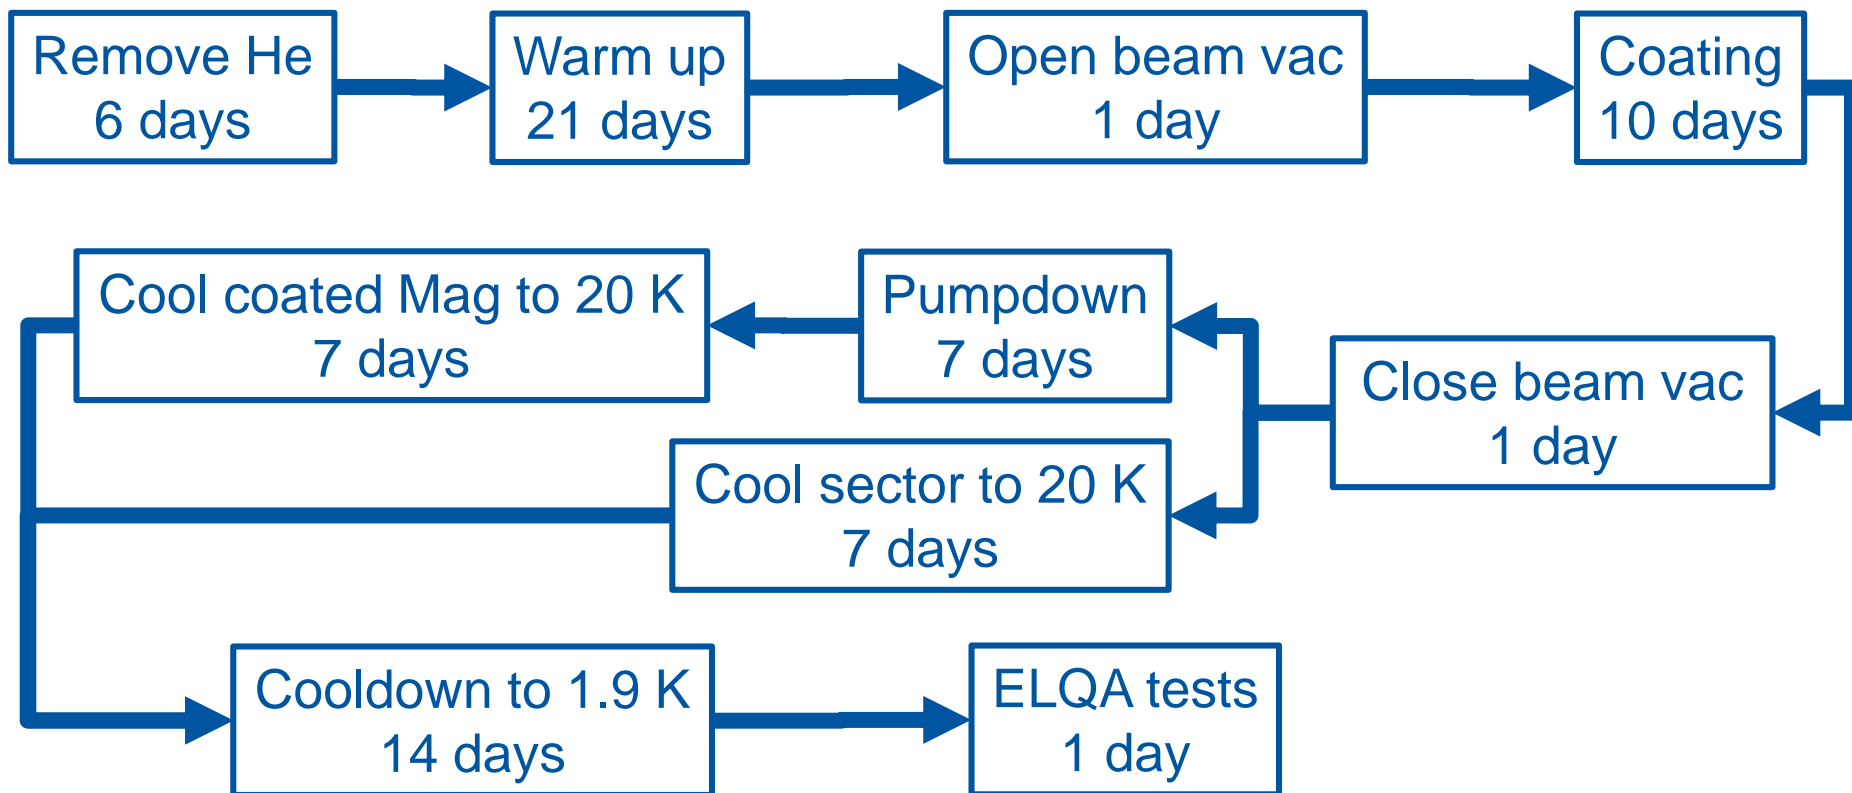 Remove He
6 days
Warm up
21 days
Open beam vac
1 day
Coating
10 days
Cool coated Mag to 20 K
7 days
Pumpdown
7 days
Close beam vac
1 day
Cool sector to 20 K
7 days
Cooldown to 1.9 K
14 days
ELQA tests
1 day